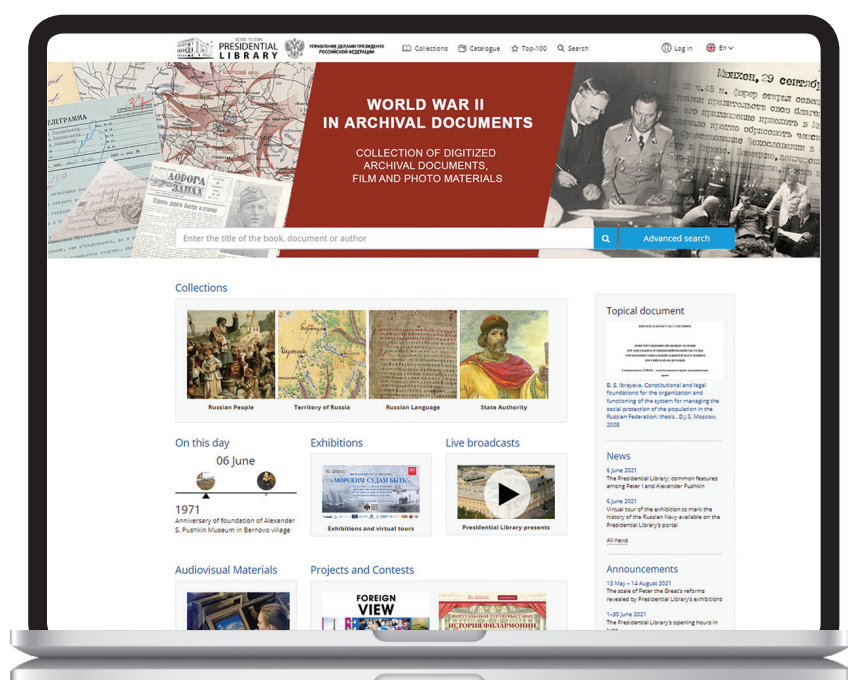 PRESIDENTIAL
LIBRARY
УПРАВЛЕНИЕ ДЕЛАМИ ПРЕЗИДЕНТА
РОССИЙСКОЙ ФЕДЕРАЦИИ
Collections
Catalogue
Top-100
Search
Log in
En
WORLD WAR II
IN ARCHIVAL DOCUMENTS
COLLECTION OF DIGITIZED
ARCHIVAL DOCUMENTS,
FILM AND PHOTO MATERIALS
ТЕЛЕГРАММА
ДОРОГА
ЗАПАД
Строить дороги быстро и отлично
Мюнхен, 29 сентября
Enter the title of the book, document or author
Advanced search
Collections
Russian People
Territory of Russia
Russian Language
State Authority
On this day
06 June
1971
Anniversary of foundation of Alexander
S. Pushkin Museum in Bernovo village
Exhibitions
«МОРСКИМ СУДАМ БЫТЬ!»
Exhibitions and virtual tours
Live broadcasts
Presidential Library presents
Audiovisual Materials
Projects and Contests
FOREIGN
VIEW
ИСТОРИЯ ФИЛАРМОНИИ
Topical document
B. S. Ibrayeva. Constitutional and legal
foundations for the organization and
functioning of the system for managing the
social protection of the population in the
Russian Federation: thesis...D.J.S. Moscow,
2008
News
6 June 2021
The Presidential Library: common features
among Peter I and Alexander Pushkin
6 June 2021
Virtual tour of the exhibition to mark the
history of the Russian Navy available on the
Presidential Library's portal
All news
Announcements
13 May – 14 August 2021
The scale of Peter the Great's reforms
revealed by Presidential Library's exhibitions
1–30 June 2021
The Presidential Library's opening hours in